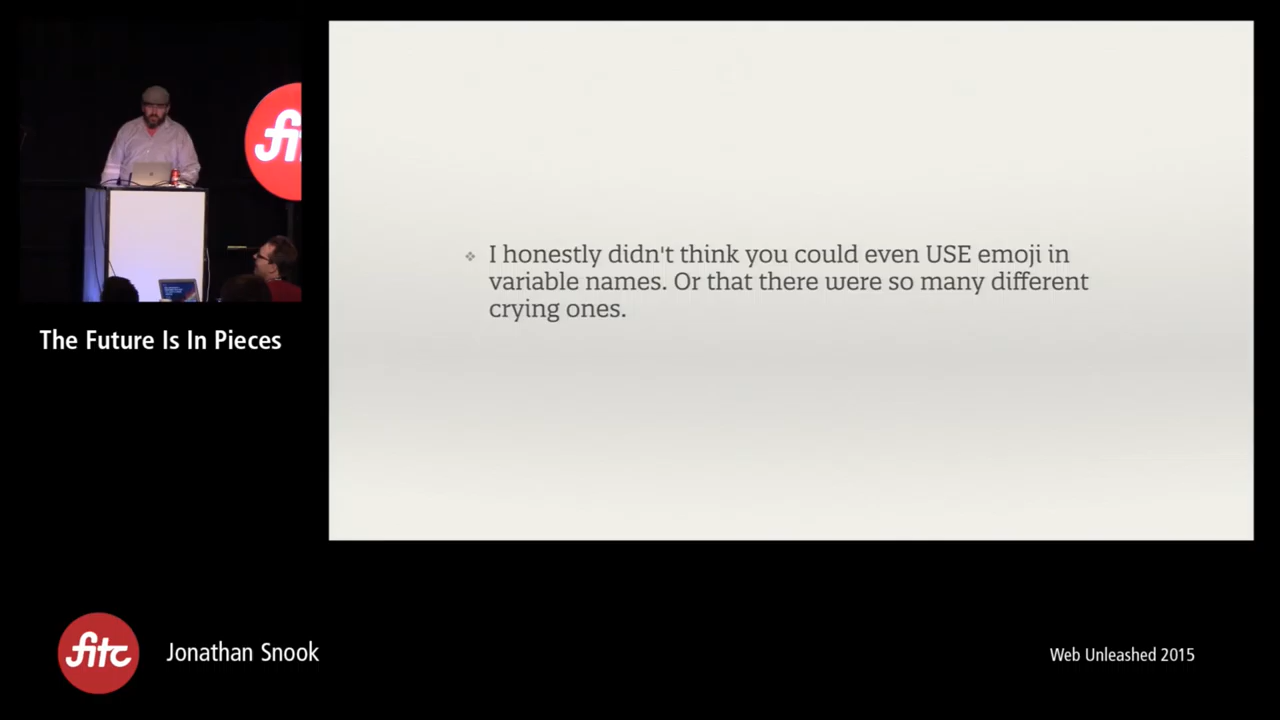 fi
The Future Is In Pieces
❖ I honestly didn't think you could even USE emoji in
variable names. Or that there were so many different
crying ones.
fitc
Jonathan Snook
Web Unleashed 2015